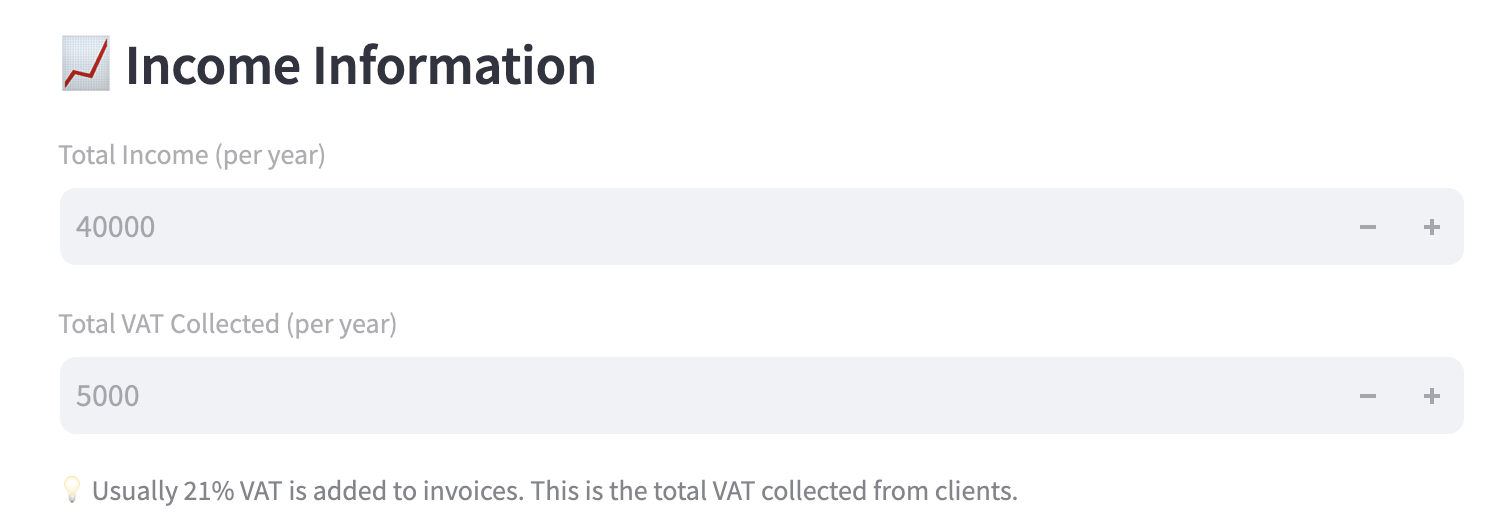 📈 Income Information
Total Income (per year)
40000
Total VAT Collected (per year)
5000
💡 Usually 21% VAT is added to invoices. This is the total VAT collected from clients.